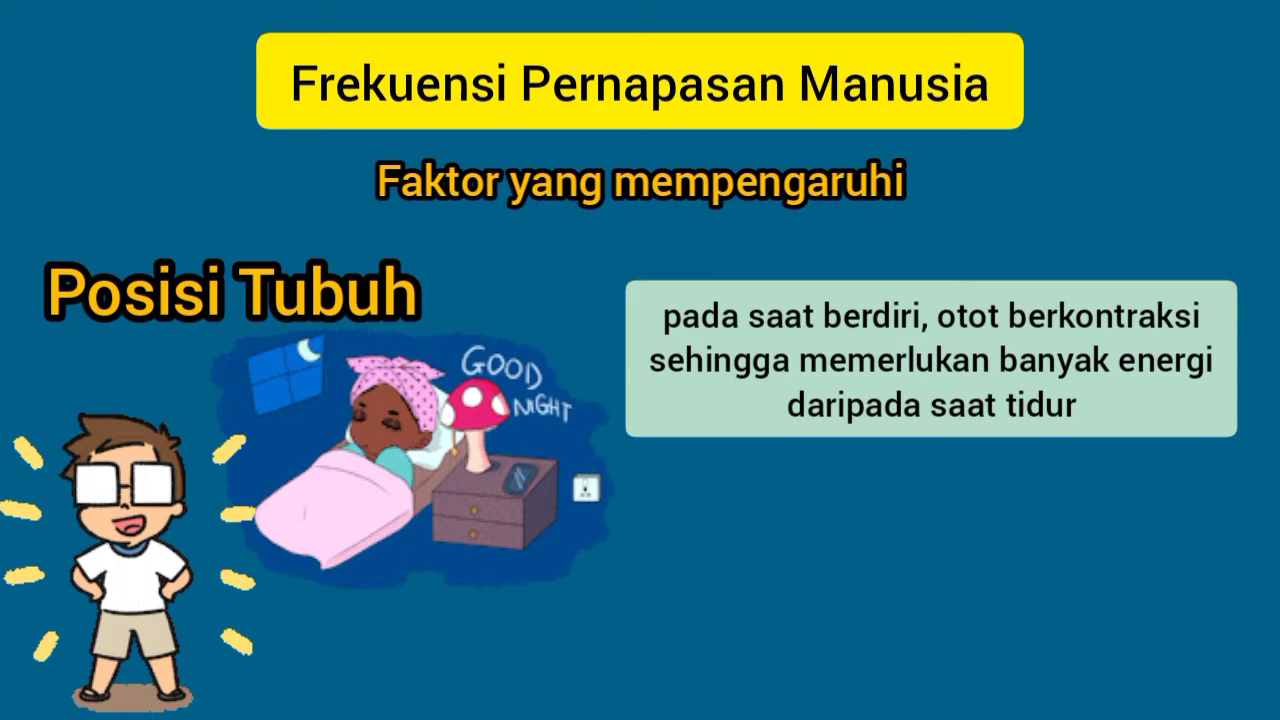 Frekuensi Pernapasan Manusia
Faktor yang mempengaruhi
Posisi Tubuh
pada saat berdiri, otot berkontraksi
sehingga memerlukan banyak energi
daripada saat tidur
GOOD
NIGHT